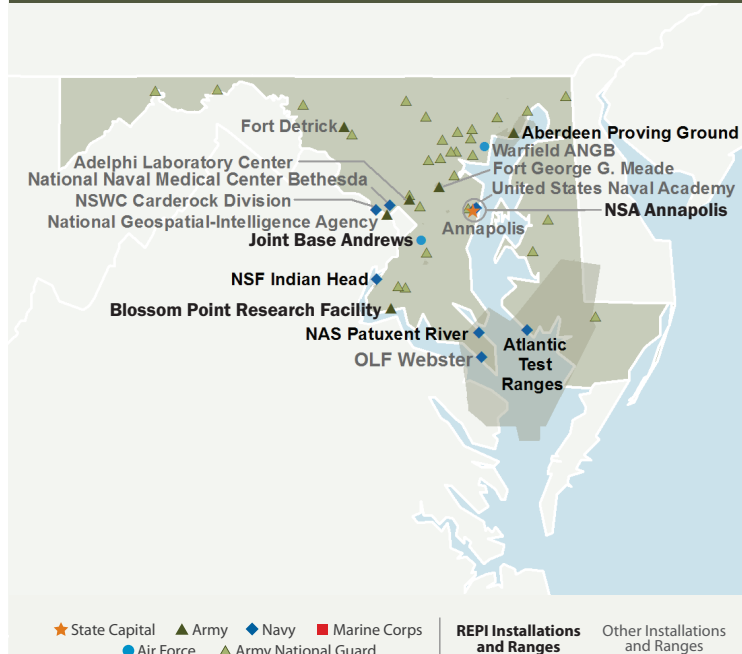 Fort Detrick
Aberdeen Proving Ground
Warfield ANGB
Adelphi Laboratory Center
Fort George G. Meade
National Naval Medical Center Bethesda
United States Naval Academy
NSWC Carderock Division
NSA Annapolis
National Geospatial-Intelligence Agency
Annapolis
Joint Base Andrews
NSF Indian Head
Blossom Point Research Facility
NAS Patuxent River
Atlantic
Test
Ranges
OLF Webster
State Capital Army Navy Marine Corps
Air Force Army National Guard
REPI Installations
and Ranges
Other Installations
and Ranges